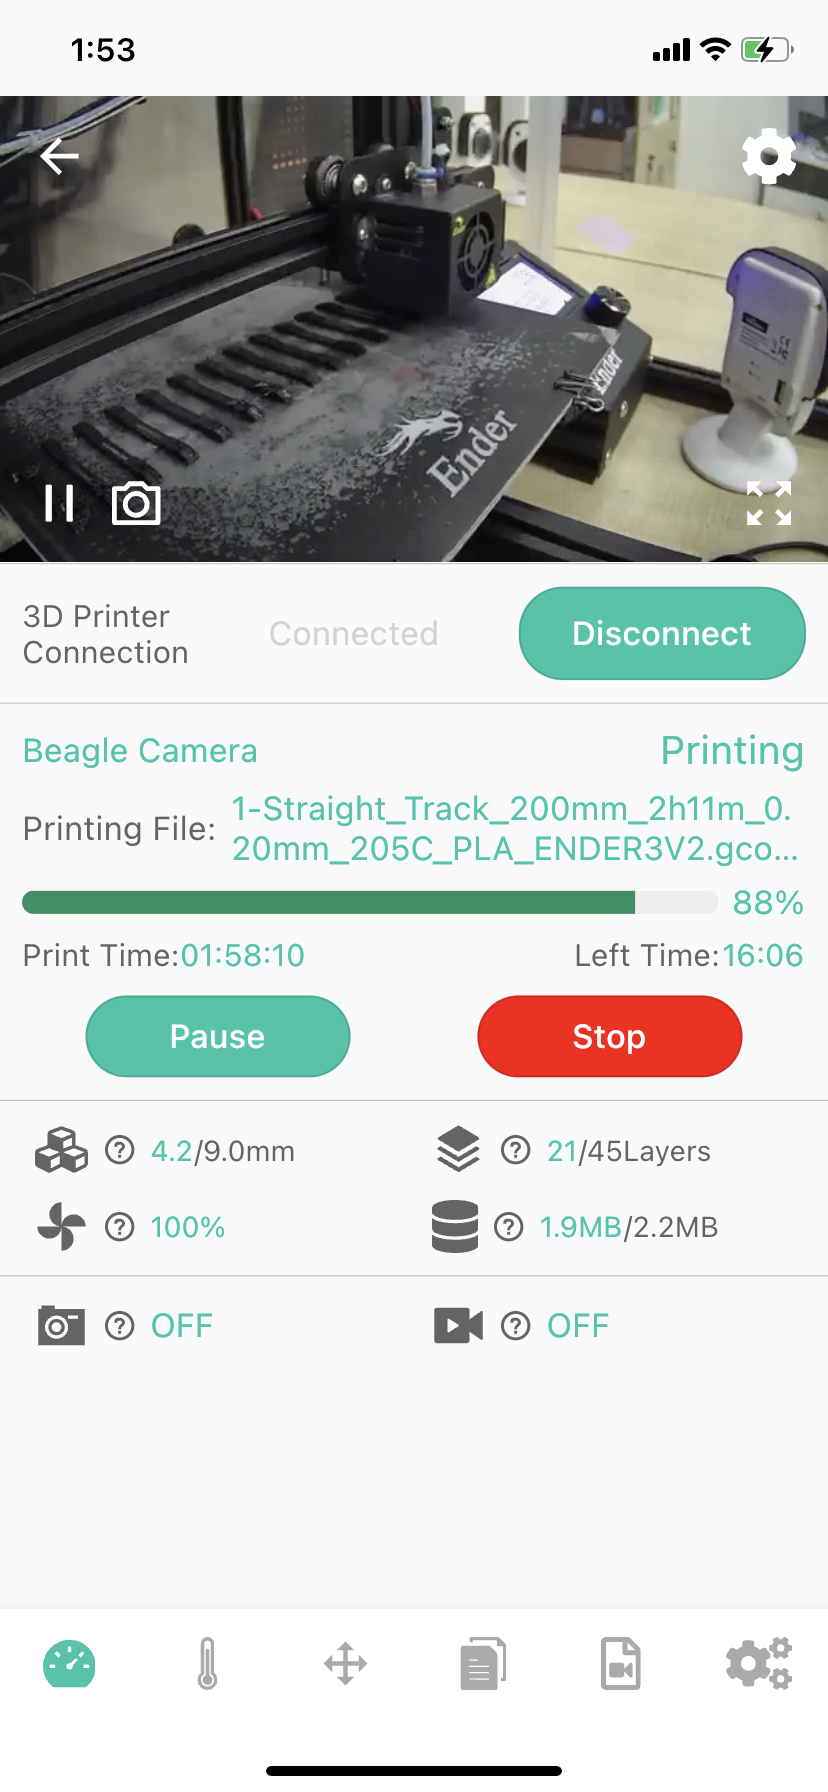 1:53
Ender
Ender
3D Printer
Connection
Connected
Disconnect
Beagle Camera
Printing
Printing File:
1-Straight_Track_200mm_2h11m_0.
20mm_205C_PLA_ENDER3V2.gco...
88%
Print Time:01:58:10
Left Time:16:06
Pause
Stop
4.2/9.0mm
21/45Layers
100%
1.9MB/2.2MB
OFF
OFF